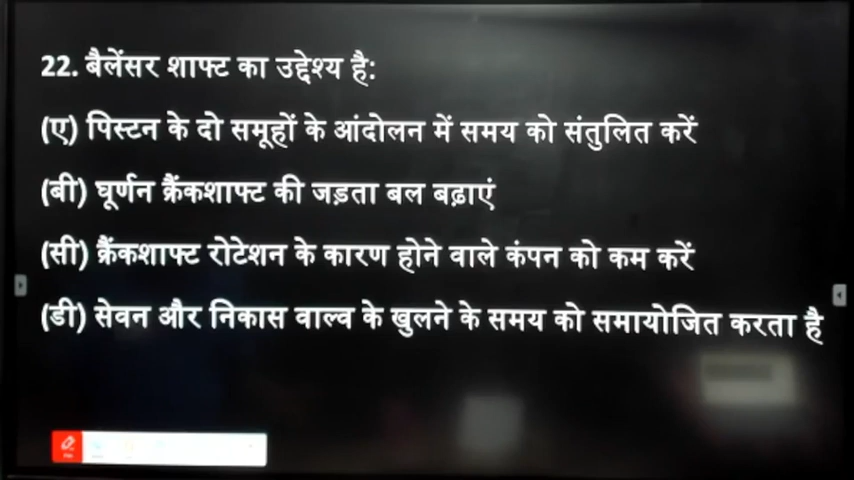 22. बैलेंसर शाफ्ट का उद्देश्य है:
(ए) पिस्टन के दो समूहों के आंदोलन में समय को संतुलित करें
(बी) घूर्णन क्रैंकशाफ्ट की जड़ता बल बढ़ाएं
(सी) क्रैंकशाफ्ट रोटेशन के कारण होने वाले कंपन को कम करें
(डी) सेवन और निकास वाल्व के खुलने के समय को समायोजित करता है